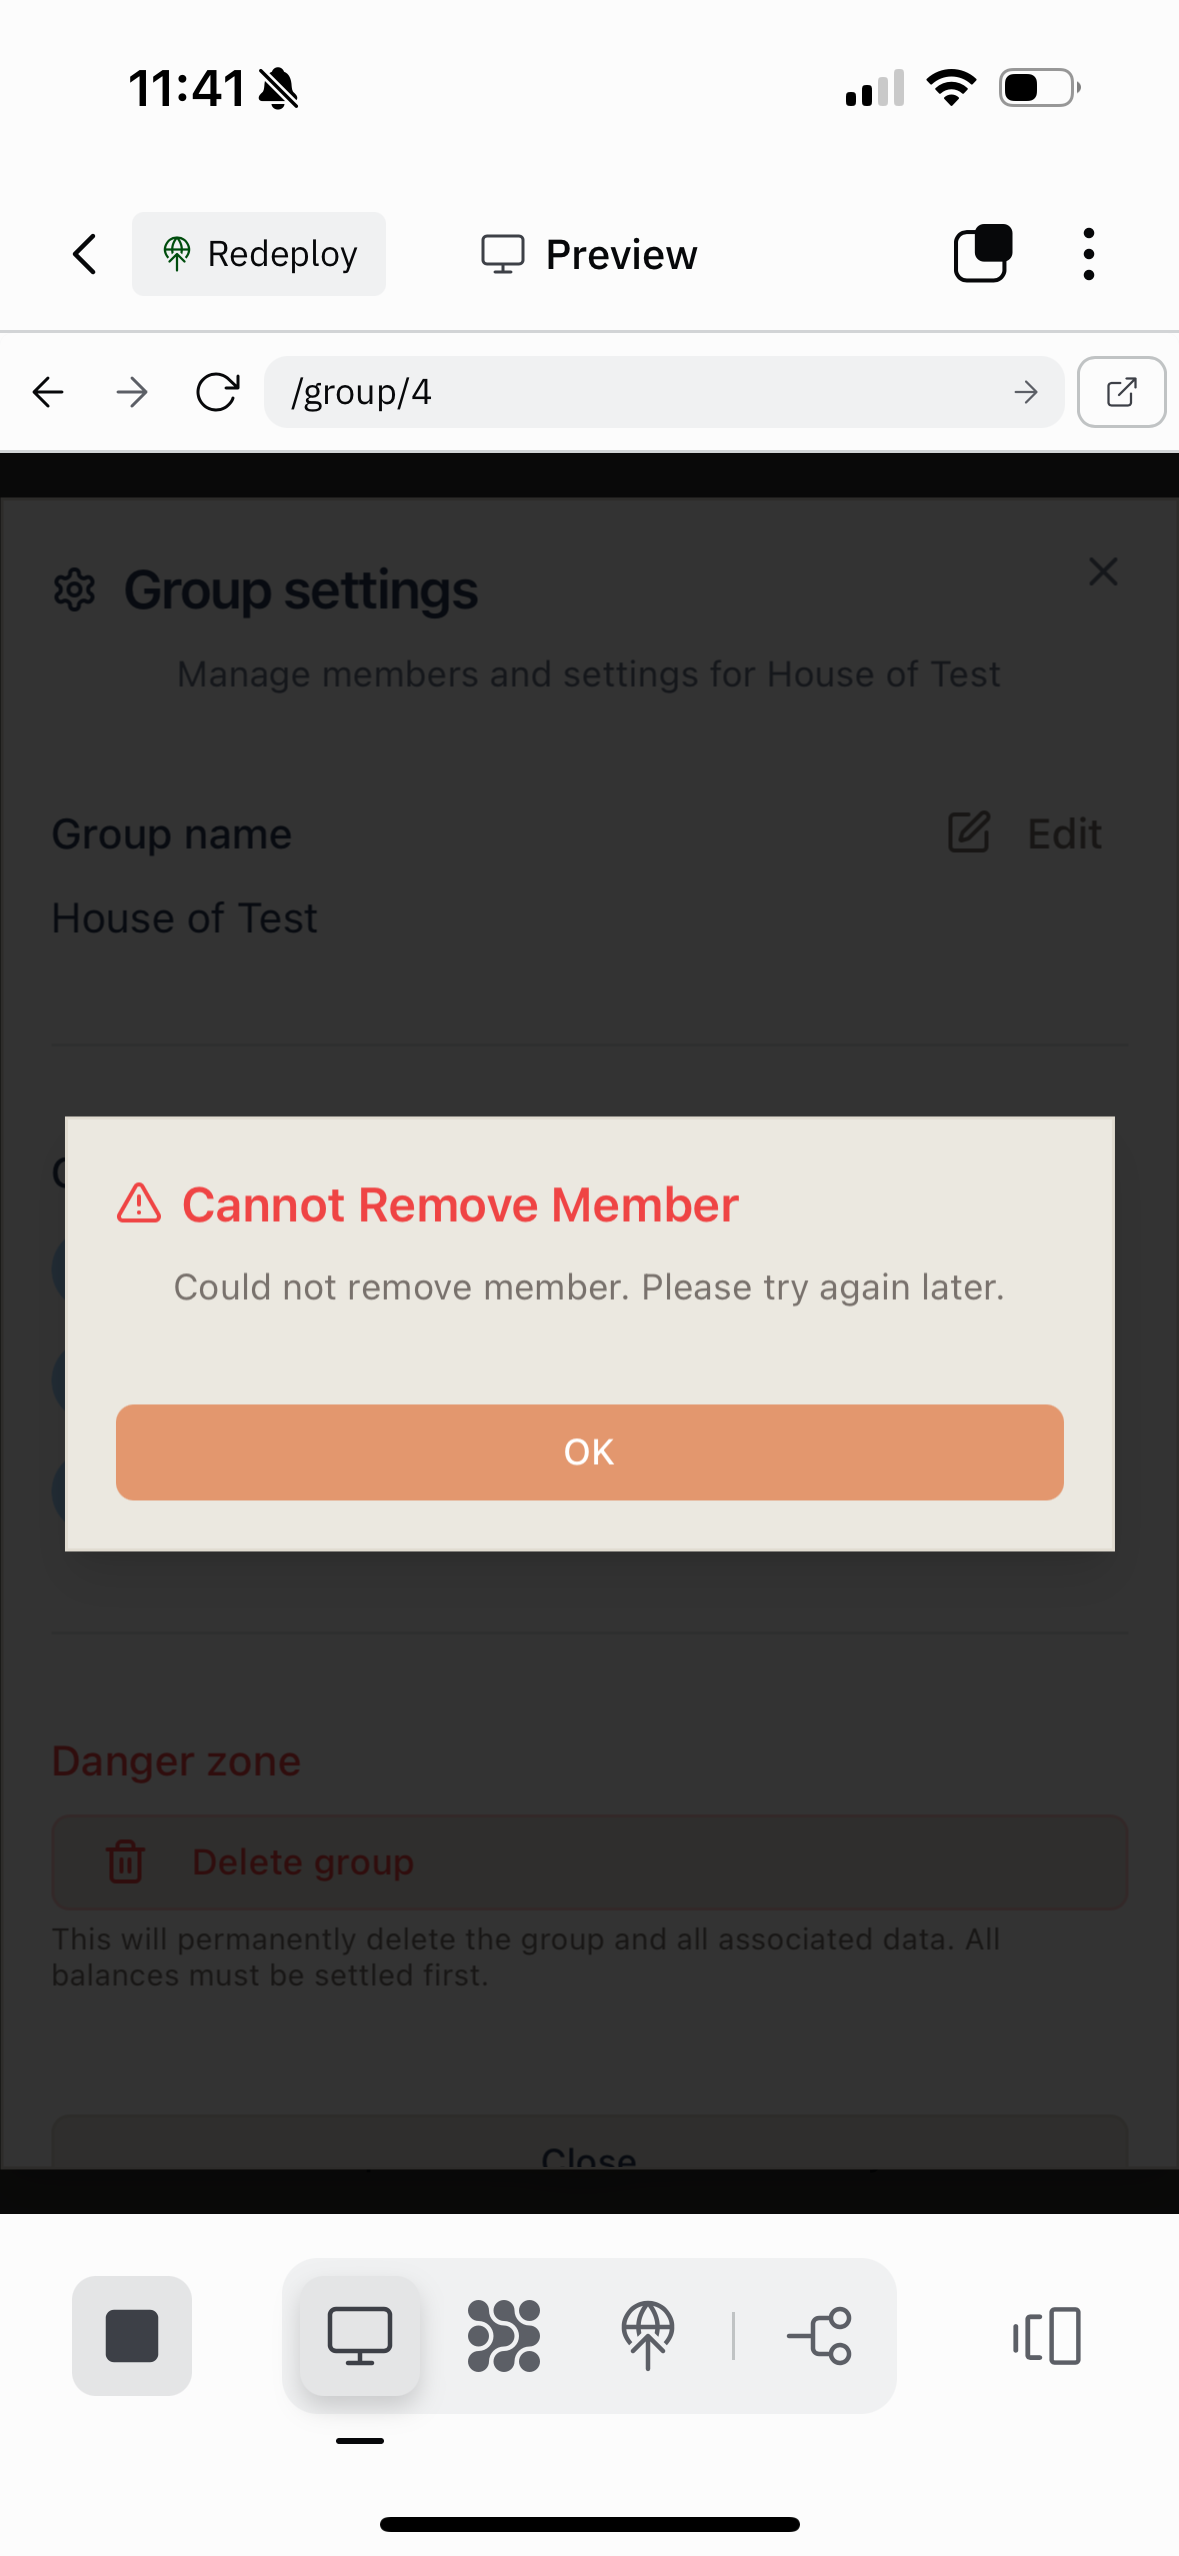 11:41
Redeploy
Preview
/group/4
Group settings
Manage members and settings for House of Test
Group name
Edit
House of Test
Cannot Remove Member
Could not remove member. Please try again later.
OK
Danger zone
Delete group
This will permanently delete the group and all associated data. All
balances must be settled first.
Close